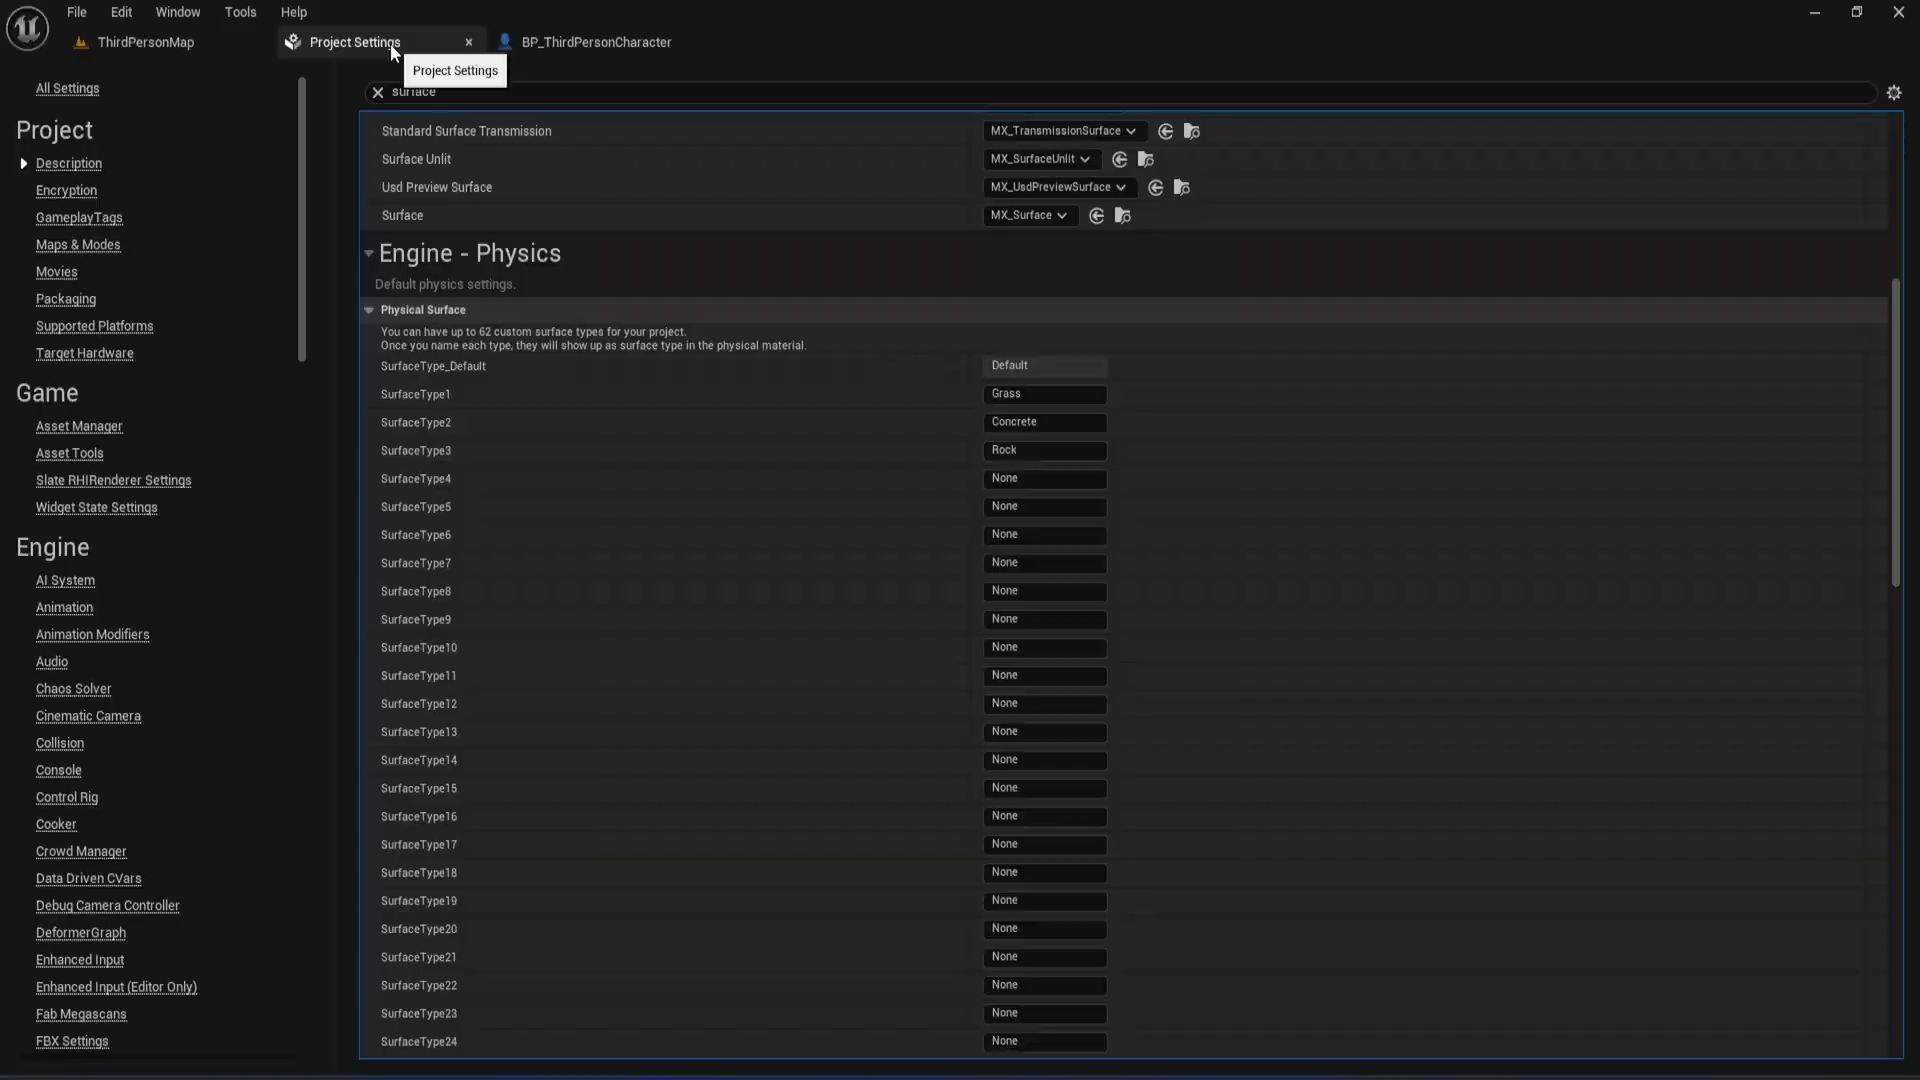 File Edit Window Tools Help
ThirdPersonMap Project Settings BP_ThirdPersonCharacter
Project Settings
All Settings
Project
Description
Encryption
GameplayTags
Maps & Modes
Movies
Packaging
Supported Platforms
Target Hardware
Game
Asset Manager
Asset Tools
Slate RHIRenderer Settings
Widget State Settings
Engine
AI System
Animation
Animation Modifiers
Audio
Chaos Solver
Cinematic Camera
Collision
Console
Control Rig
Cooker
Crowd Manager
Data Driven CVars
Debug Camera Controller
DeformerGraph
Enhanced Input
Enhanced Input (Editor Only)
Fab Megascans
FBX Settings
surface
Standard Surface Transmission MX_TransmissionSurface
Surface Unlit MX_SurfaceUnlit
Usd Preview Surface MX_UsdPreviewSurface
Surface MX_Surface
Engine - Physics
Default physics settings.
Physical Surface
You can have up to 62 custom surface types for your project.
Once you name each type, they will show up as surface type in the physical material.
SurfaceType_Default Default
SurfaceType1 Grass
SurfaceType2 Concrete
SurfaceType3 Rock
SurfaceType4 None
SurfaceType5 None
SurfaceType6 None
SurfaceType7 None
SurfaceType8 None
SurfaceType9 None
SurfaceType10 None
SurfaceType11 None
SurfaceType12 None
SurfaceType13 None
SurfaceType14 None
SurfaceType15 None
SurfaceType16 None
SurfaceType17 None
SurfaceType18 None
SurfaceType19 None
SurfaceType20 None
SurfaceType21 None
SurfaceType22 None
SurfaceType23 None
SurfaceType24 None